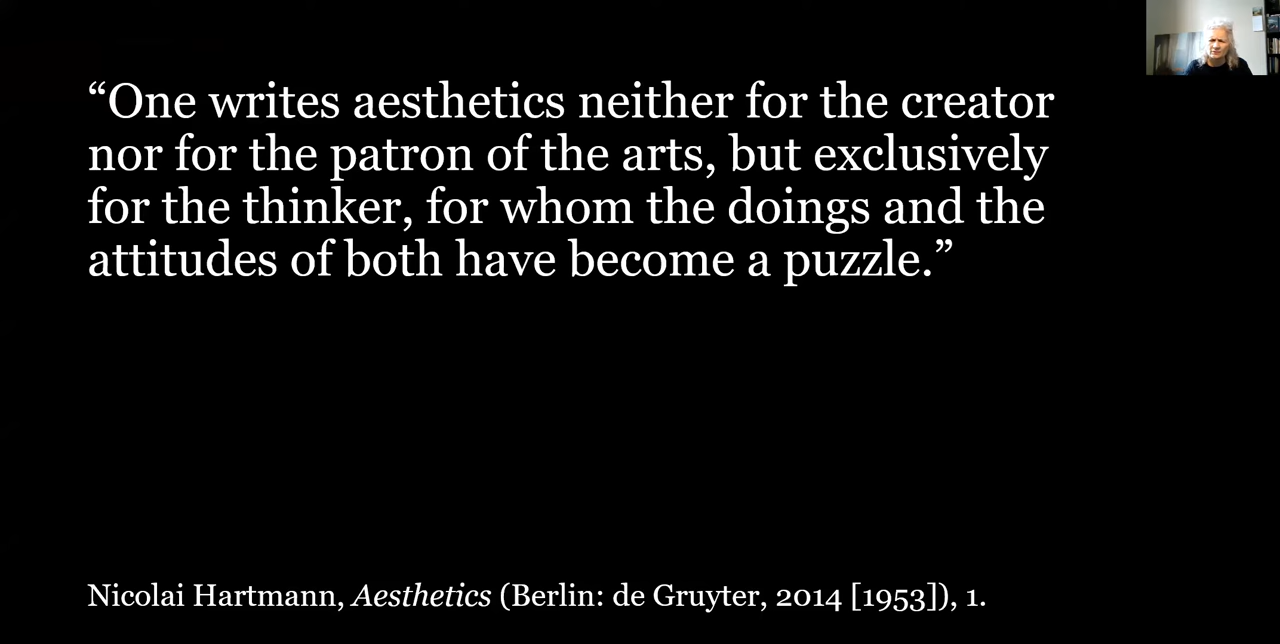 “One writes aesthetics neither for the creator
nor for the patron of the arts, but exclusively
for the thinker, for whom the doings and the
attitudes of both have become a puzzle.”
Nicolai Hartmann, Aesthetics (Berlin: de Gruyter, 2014 [1953]), 1.